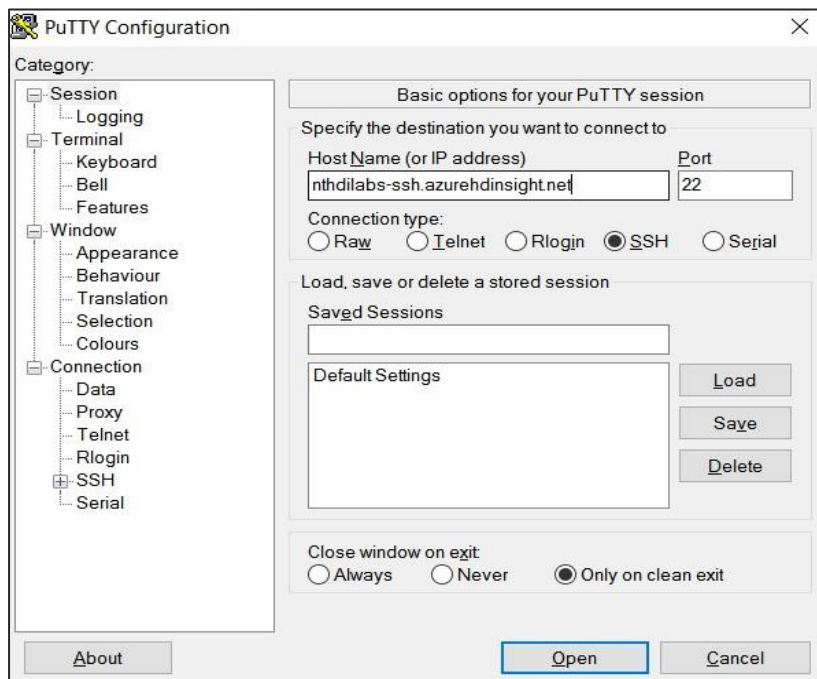 PuTTY Configuration
Category:
Session
Logging
Terminal
Keyboard
Bell
Features
Window
Appearance
Behaviour
Translation
Selection
Colours
Connection
Data
Proxy
Telnet
Rlogin
SSH
Serial
Basic options for your PuTTY session
Specify the destination you want to connect to
Host Name (or IP address) Port
nthdilabs-ssh.azurehdinsight.net 22
Connection type:
Raw Telnet Rlogin SSH Serial
Load, save or delete a stored session
Saved Sessions
Default Settings
Load
Save
Delete
Close window on exit:
Always Never Only on clean exit
About Open Cancel